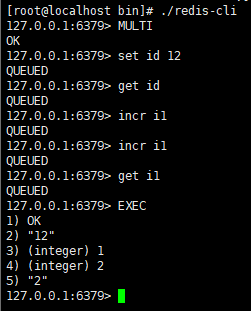 [root@localhost bin]# ./redis-cli
127.0.0.1:6379> MULTI
OK
127.0.0.1:6379> set id 12
QUEUED
127.0.0.1:6379> get id
QUEUED
127.0.0.1:6379> incr i1
QUEUED
127.0.0.1:6379> incr i1
QUEUED
127.0.0.1:6379> get i1
QUEUED
127.0.0.1:6379> EXEC
1) OK
2) "12"
3) (integer) 1
4) (integer) 2
5) "2"
127.0.0.1:6379>